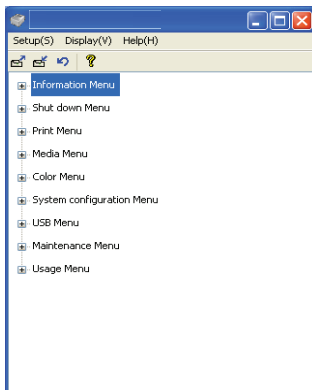 Setup(S) Display(V) Help(H)
Information Menu
Shut down Menu
Print Menu
Media Menu
Color Menu
System configuration Menu
USB Menu
Maintenance Menu
Usage Menu